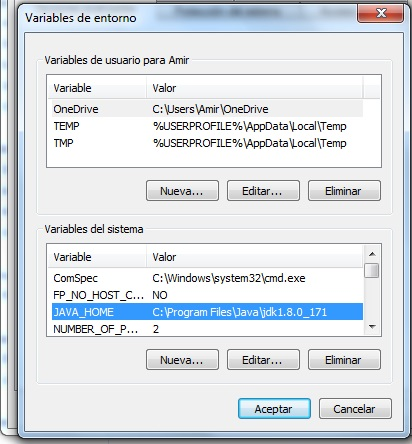 Variables de entorno
Variables de usuario para Amir
Variable Valor
OneDrive C:\Users\Amir\OneDrive
TEMP %USERPROFILE%\AppData\Local\Temp
TMP %USERPROFILE%\AppData\Local\Temp
Nueva... Editar... Eliminar
Variables del sistema
Variable Valor
ComSpec C:\Windows\system32\cmd.exe
FP_NO_HOST_C... NO
JAVA_HOME C:\Program Files\Java\jdk1.8.0_171
NUMBER_OF_P... 2
Nueva... Editar... Eliminar
Aceptar Cancelar